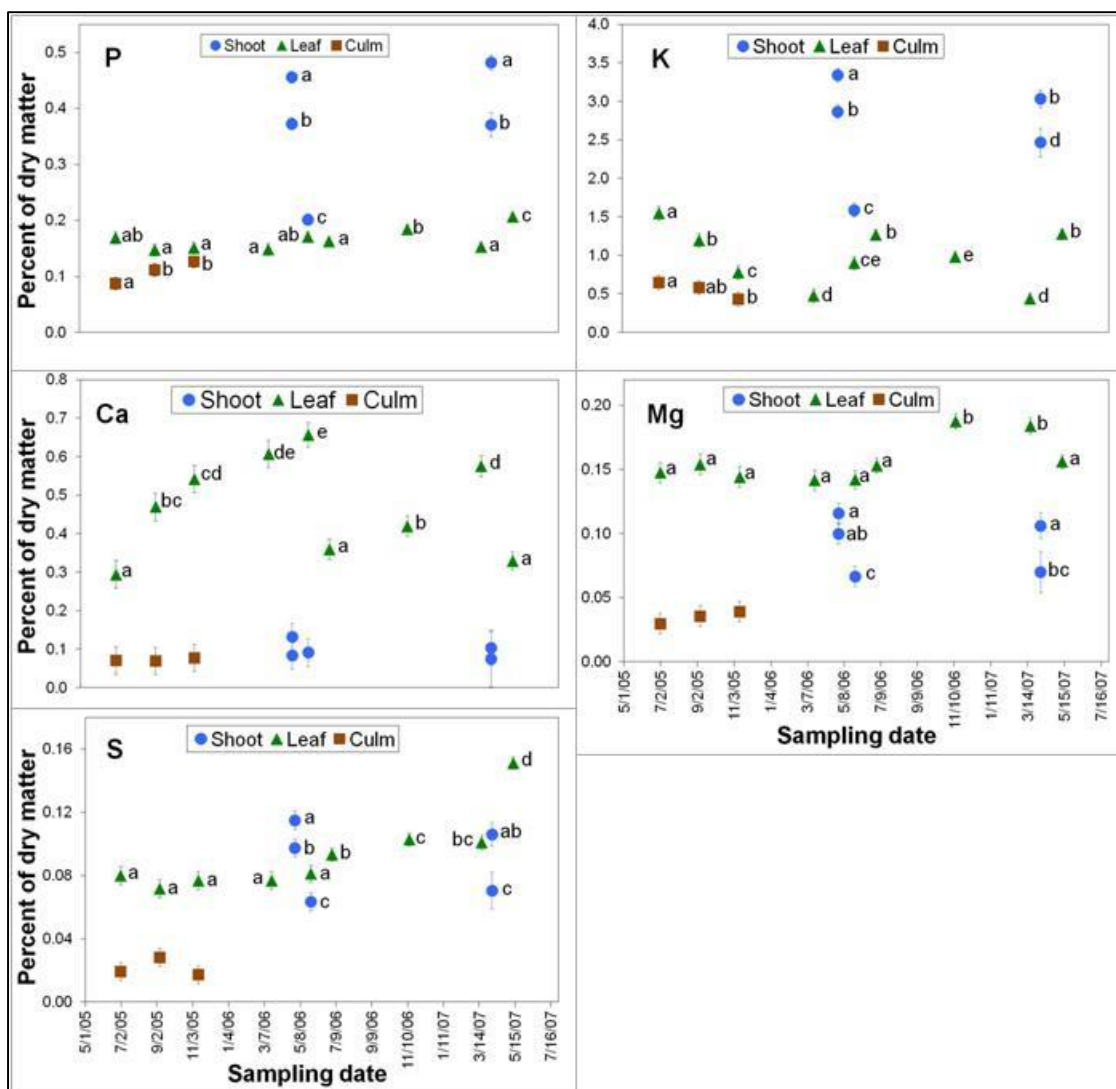 P
Shoot Leaf Culm
Percent of dry matter
0.5
0.4
0.3
0.2
0.1
0.0
a
b
c
a
b
ab
a
a
a
ab
a
b
a
c
a
b
b
K
Shoot Leaf Culm
4.0
3.5
3.0
2.5
2.0
1.5
1.0
0.5
0.0
a
b
c
b
d
a
b
c
d
ce
b
e
d
b
a
ab
b
Ca
Shoot Leaf Culm
Percent of dry matter
0.8
0.7
0.6
0.5
0.4
0.3
0.2
0.1
0.0
a
bc
cd
de
e
a
b
d
a
Mg
Shoot Leaf Culm
0.20
0.15
0.10
0.05
0.00
a
a
a
a
a
a
b
b
a
a
ab
c
a
bc
5/1/05 7/2/05 9/2/05 11/3/05 1/4/06 3/7/06 5/8/06 7/9/06 9/9/06 11/10/06 1/11/07 3/14/07 5/15/07 7/16/07
Sampling date
S
Shoot Leaf Culm
Percent of dry matter
0.16
0.12
0.08
0.04
0.00
a
a
a
a
a
b
c
bc
d
a
b
c
ab
c
5/1/05 7/2/05 9/2/05 11/3/05 1/4/06 3/7/06 5/8/06 7/9/06 9/9/06 11/10/06 1/11/07 3/14/07 5/15/07 7/16/07
Sampling date